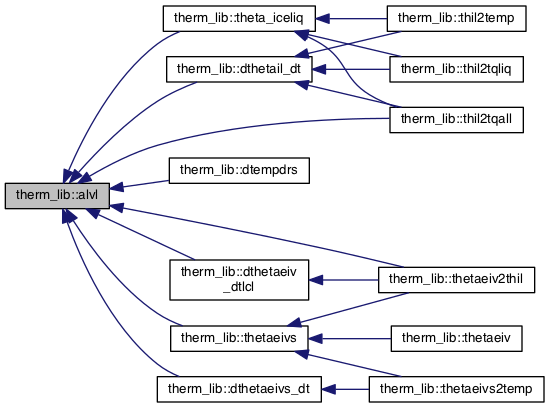 therm_lib::theta_iceliq
therm_lib::thil2temp
therm_lib::dthetail_dt
therm_lib::thil2tqliq
therm_lib::thil2tqall
therm_lib::dtempdrs
therm_lib::alvl
therm_lib::dthetaeiv
_dtlcl
therm_lib::thetaeiv2thil
therm_lib::thetaeivs
therm_lib::thetaeiv
therm_lib::dthetaeivs_dt
therm_lib::thetaeivs2temp